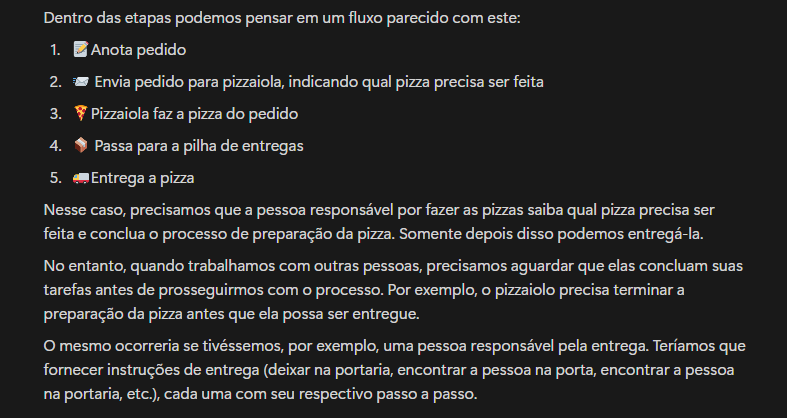 Dentro das etapas podemos pensar em um fluxo parecido com este:
1. 📝Anota pedido
2. 📨 Envia pedido para pizzaiola, indicando qual pizza precisa ser feita
3. 🍕Pizzaiola faz a pizza do pedido
4. 📦 Passa para a pilha de entregas
5. 🚚Entrega a pizza
Nesse caso, precisamos que a pessoa responsável por fazer as pizzas saiba qual pizza precisa ser
feita e conclua o processo de preparação da pizza. Somente depois disso podemos entregá-la.
No entanto, quando trabalhamos com outras pessoas, precisamos aguardar que elas concluam suas
tarefas antes de prosseguirmos com o processo. Por exemplo, o pizzaiolo precisa terminar a
preparação da pizza antes que ela possa ser entregue.
O mesmo ocorreria se tivéssemos, por exemplo, uma pessoa responsável pela entrega. Teríamos que
fornecer instruções de entrega (deixar na portaria, encontrar a pessoa na porta, encontrar a pessoa
na portaria, etc.), cada uma com seu respectivo passo a passo.